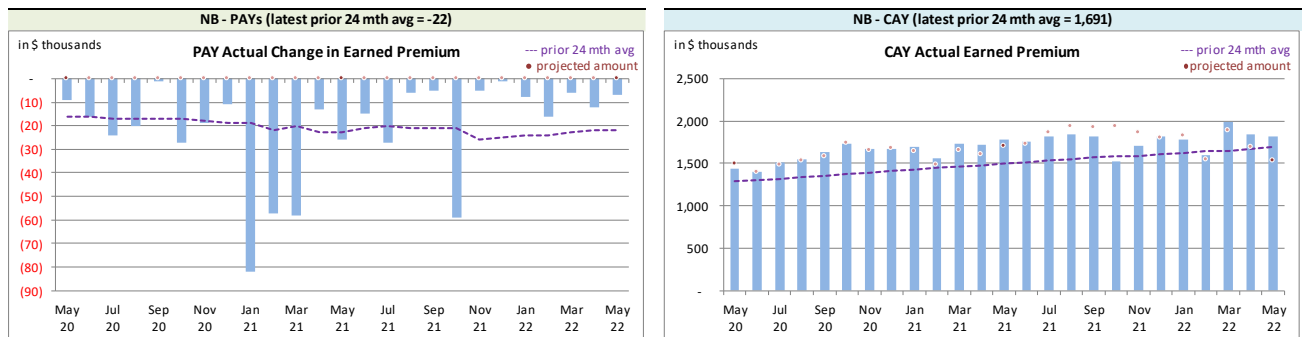 NB - PAYs (latest prior 24 mth avg = -22)
in $ thousands
PAY Actual Change in Earned Premium
--- prior 24 mth avg
• projected amount
-
(10)
(20)
(30)
(40)
(50)
(60)
(70)
(80)
(90)
May 20
Jul 20
Sep 20
Nov 20
Jan 21
Mar 21
May 21
Jul 21
Sep 21
Nov 21
Jan 22
Mar 22
May 22
NB - CAY (latest prior 24 mth avg = 1,691)
in $ thousands
CAY Actual Earned Premium
--- prior 24 mth avg
• projected amount
2,500
2,000
1,500
1,000
500
-
May 20
Jul 20
Sep 20
Nov 20
Jan 21
Mar 21
May 21
Jul 21
Sep 21
Nov 21
Jan 22
Mar 22
May 22